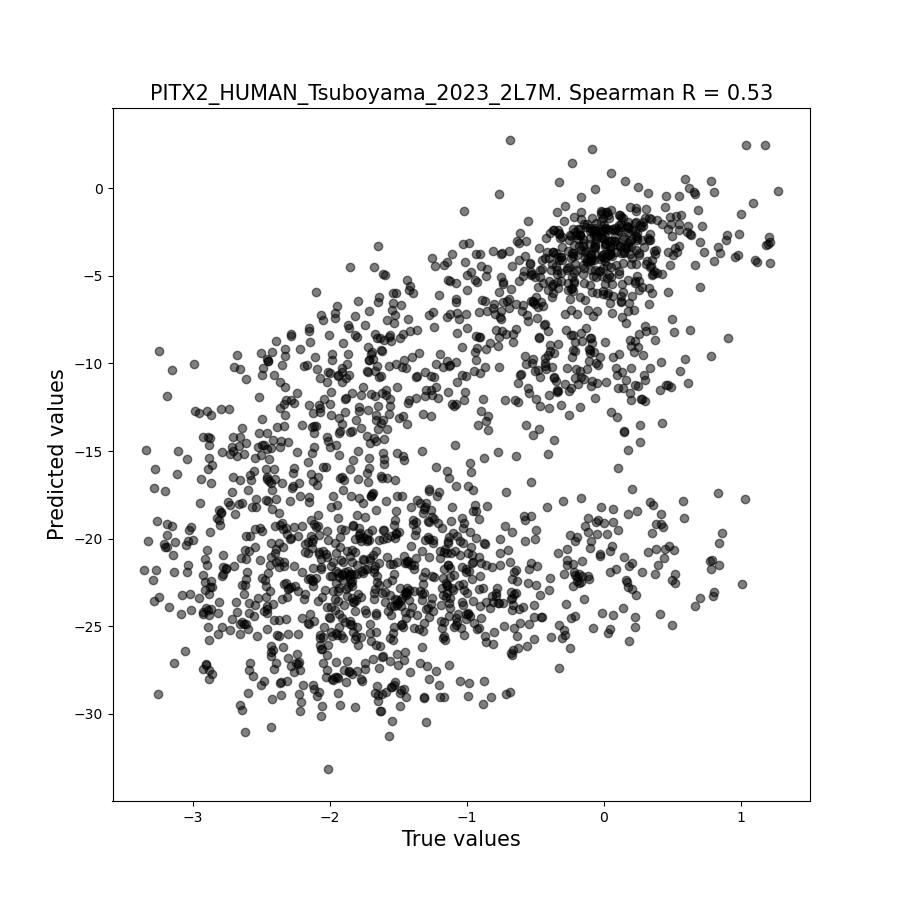 PITX2_HUMAN_Tsuboyama_2023_2L7M. Spearman R = 0.53
0
−5
−10
−15
−20
−25
−30
Predicted values
−3 −2 −1 0 1
True values